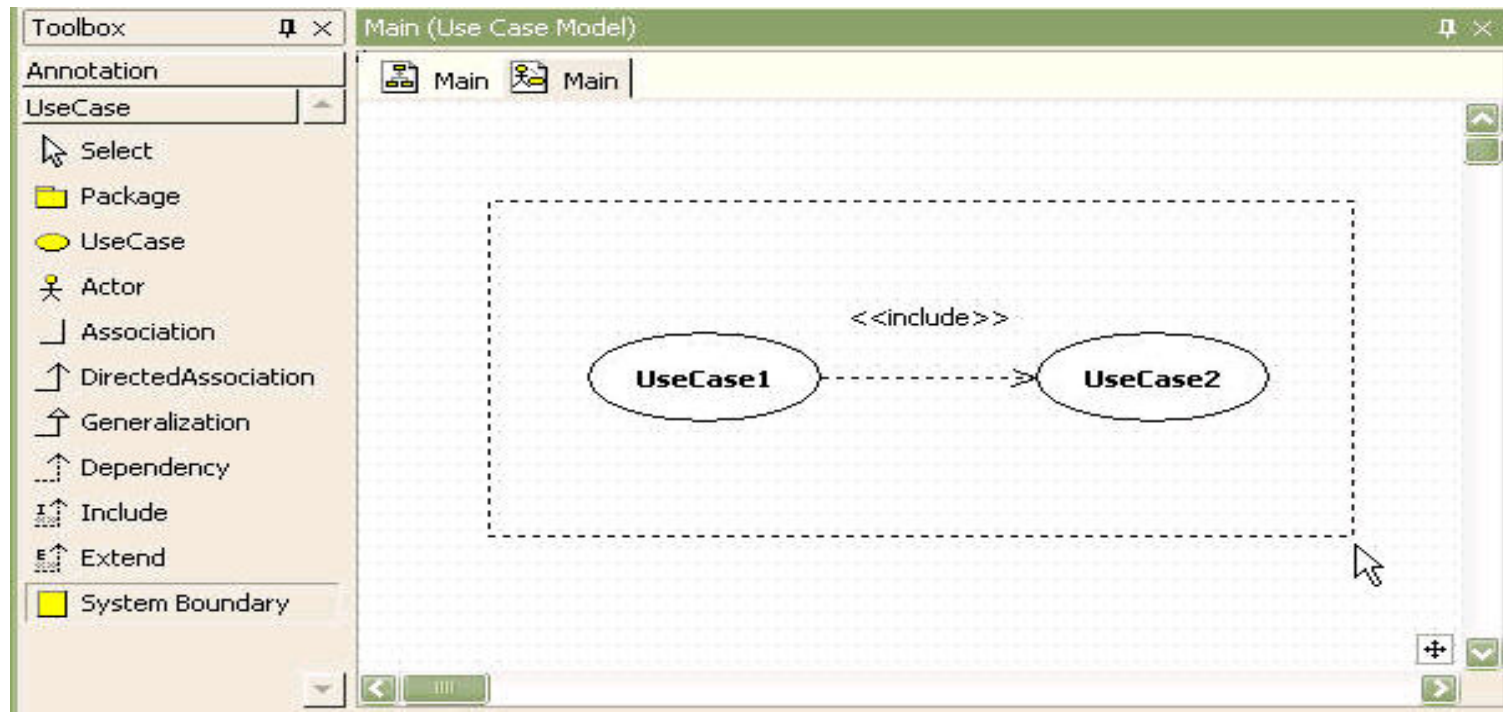 Toolbox
Annotation
UseCase
Select
Package
UseCase
Actor
Association
DirectedAssociation
Generalization
Dependency
Include
Extend
System Boundary
Main (Use Case Model)
Main Main
<<include>>
UseCase1 UseCase2